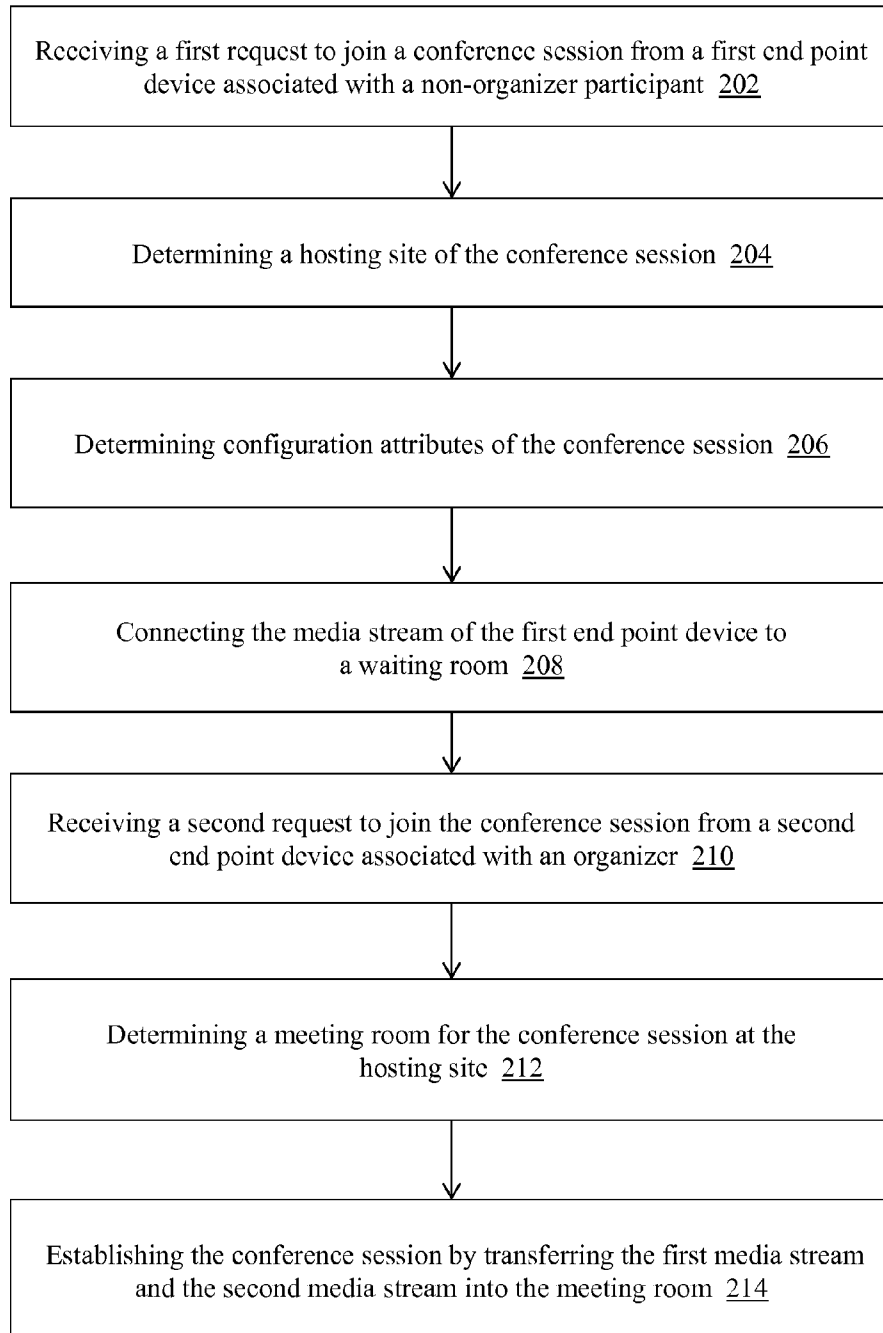 Receiving a first request to join a conference session from a first end point
device associated with a non-organizer participant 202
Determining a hosting site of the conference session 204
Determining configuration attributes of the conference session 206
Connecting the media stream of the first end point device to
a waiting room 208
Receiving a second request to join the conference session from a second
end point device associated with an organizer 210
Determining a meeting room for the conference session at the
hosting site 212
Establishing the conference session by transferring the first media stream
and the second media stream into the meeting room 214